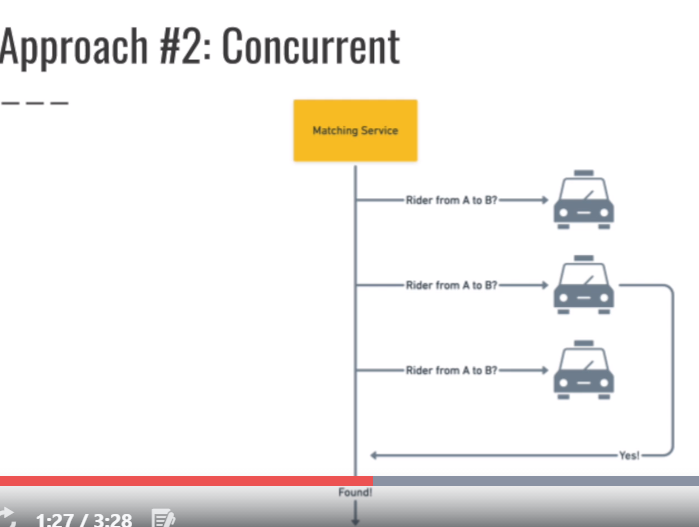 Approach #2: Concurrent
Matching Service
Rider from A to B?
Rider from A to B?
Rider from A to B?
Yes!
Found!
1:27 / 3:28